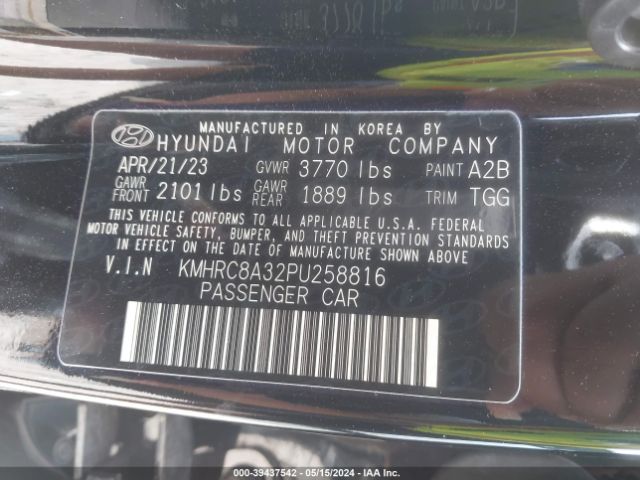 MANUFACTURED IN KOREA BY
HYUNDAI MOTOR COMPANY
APR/21/23 GVWR 3770 lbs PAINT A2B
GAWR FRONT 2101 lbs GAWR REAR 1889 lbs TRIM TGG
THIS VEHICLE CONFORMS TO ALL APPLICABLE U.S.A. FEDERAL
MOTOR VEHICLE SAFETY, BUMPER, AND THEFT PREVENTION STANDARDS
IN EFFECT ON THE DATE OF MANUFACTURE SHOWN ABOVE.
V.I.N KMHRC8A32PU258816
PASSENGER CAR
000-39437542 - 05/15/2024 - IAA Inc.